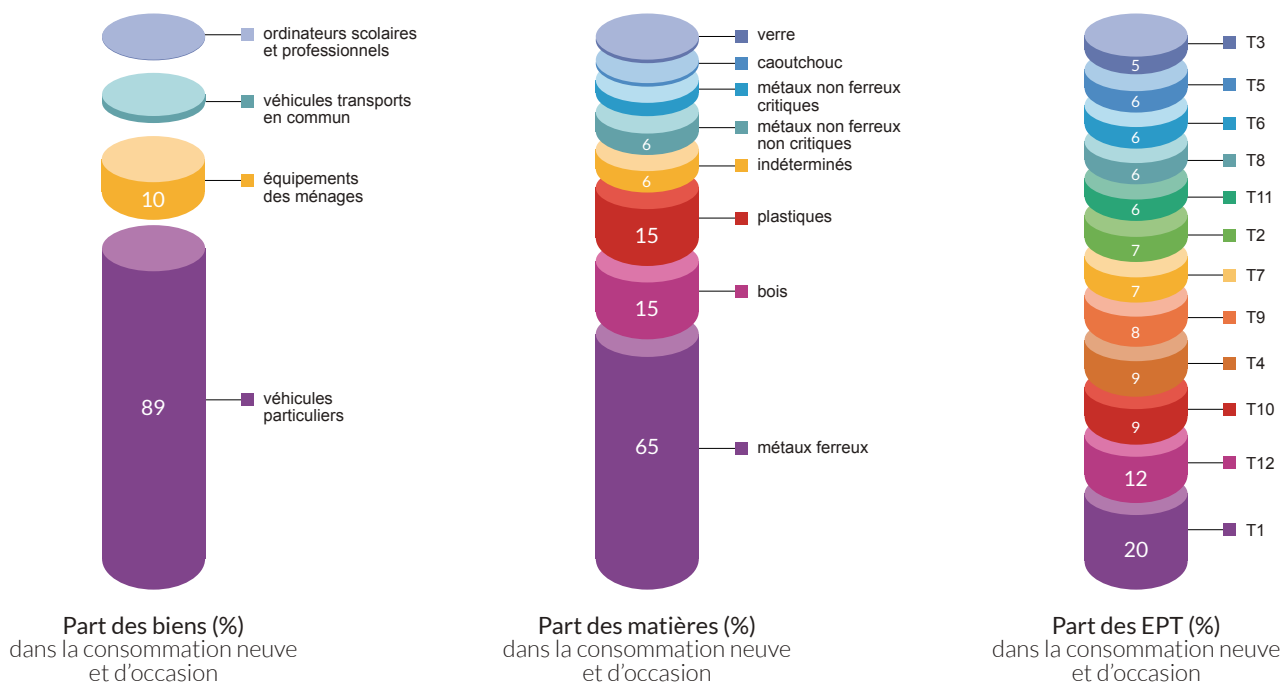 ordinateurs scolaires
et professionnels
véhicules transports
en commun
10
équipements
des ménages
89
véhicules
particuliers
Part des biens (%)
dans la consommation neuve
et d'occasion
verre
caoutchouc
métaux non ferreux
critiques
6
métaux non ferreux
non critiques
6
indéterminés
15
plastiques
15
bois
65
métaux ferreux
Part des matières (%)
dans la consommation neuve
et d'occasion
5
T3
6
T5
6
T6
6
T8
6
T11
7
T2
7
T7
8
T9
9
T4
9
T10
12
T12
20
T1
Part des EPT (%)
dans la consommation neuve
et d'occasion